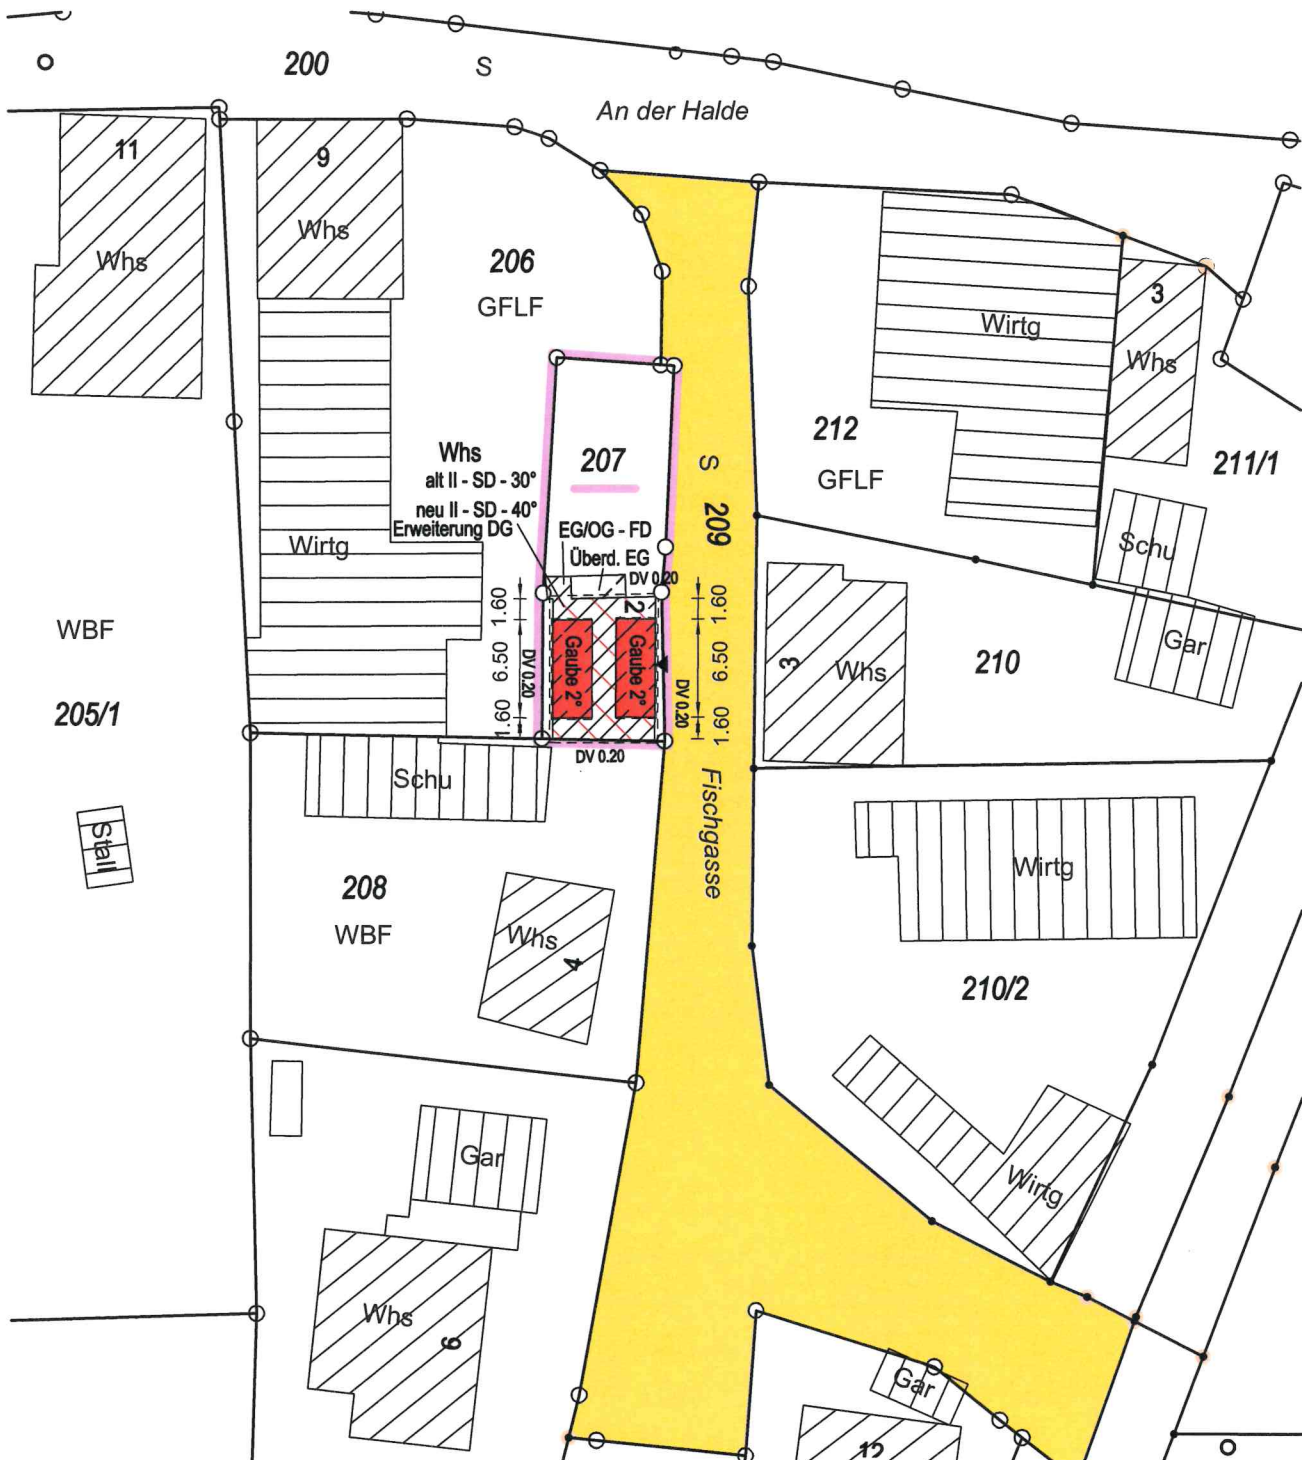 200
S
An der Halde
11
Whs
9
Whs
206
GFLF
Wirtg
3
Whs
212
GFLF
211/1
Whs
alt II - SD - 30°
neu II - SD - 40°
Erweiterung DG
207
EG/OG - FD
Überd. EG
DV 0.20
S
209
Wirtg
Schu
Gar
WBF
205/1
1.60
6.50
1.60
DV 0.20
2
Gaube 2°
Gaube 2°
1.60
6.50
1.60
DV 0.20
DV 0.20
3
Whs
210
Schu
Fischgasse
Stall
208
WBF
Whs
4
Wirtg
210/2
Gar
Wirtg
Whs
6
Gar
12